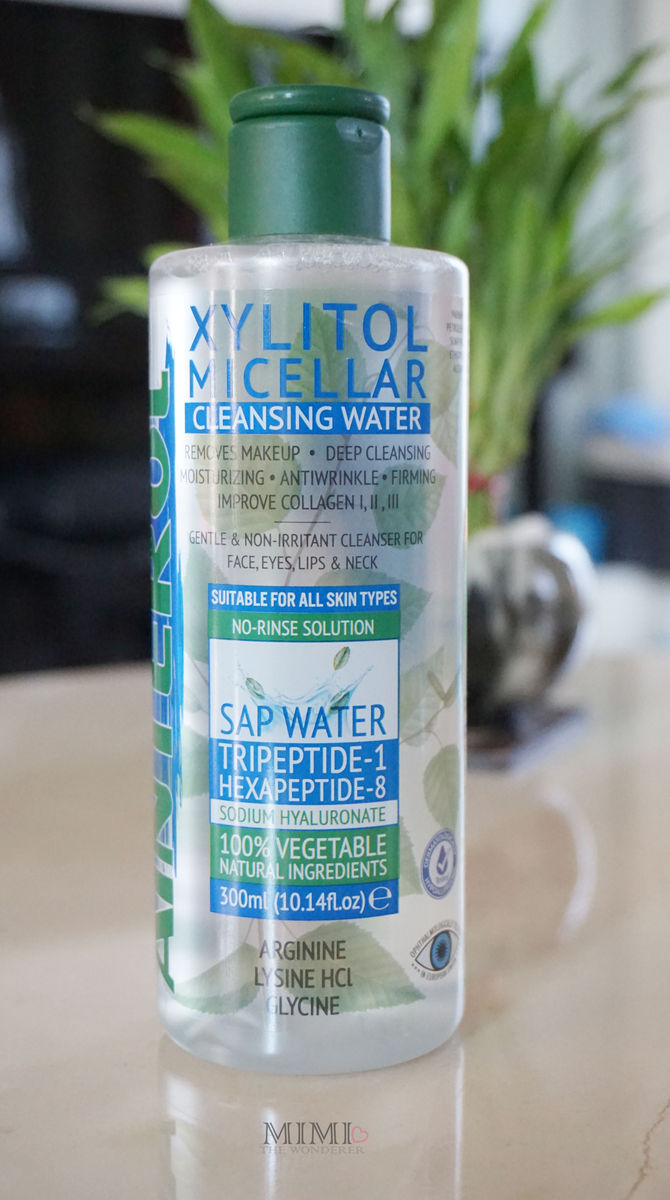 XYLITOL
MICELLAR
CLEANSING WATER
REMOVES MAKEUP • DEEP CLEANSING
MOISTURIZING • ANTIWRINKLE • FIRMING
IMPROVE COLLAGEN I, II , III
GENTLE & NON-IRRITANT CLEANSER FOR
FACE, EYES, LIPS & NECK
SUITABLE FOR ALL SKIN TYPES
NO-RINSE SOLUTION
SAP WATER
TRIPEPTIDE-1
HEXAPEPTIDE-8
SODIUM HYALURONATE
100% VEGETABLE
NATURAL INGREDIENTS
300ml (10.14fl.oz) e
ARGININE
LYSINE HCl
GLYCINE
MIMI
THE WONDERER